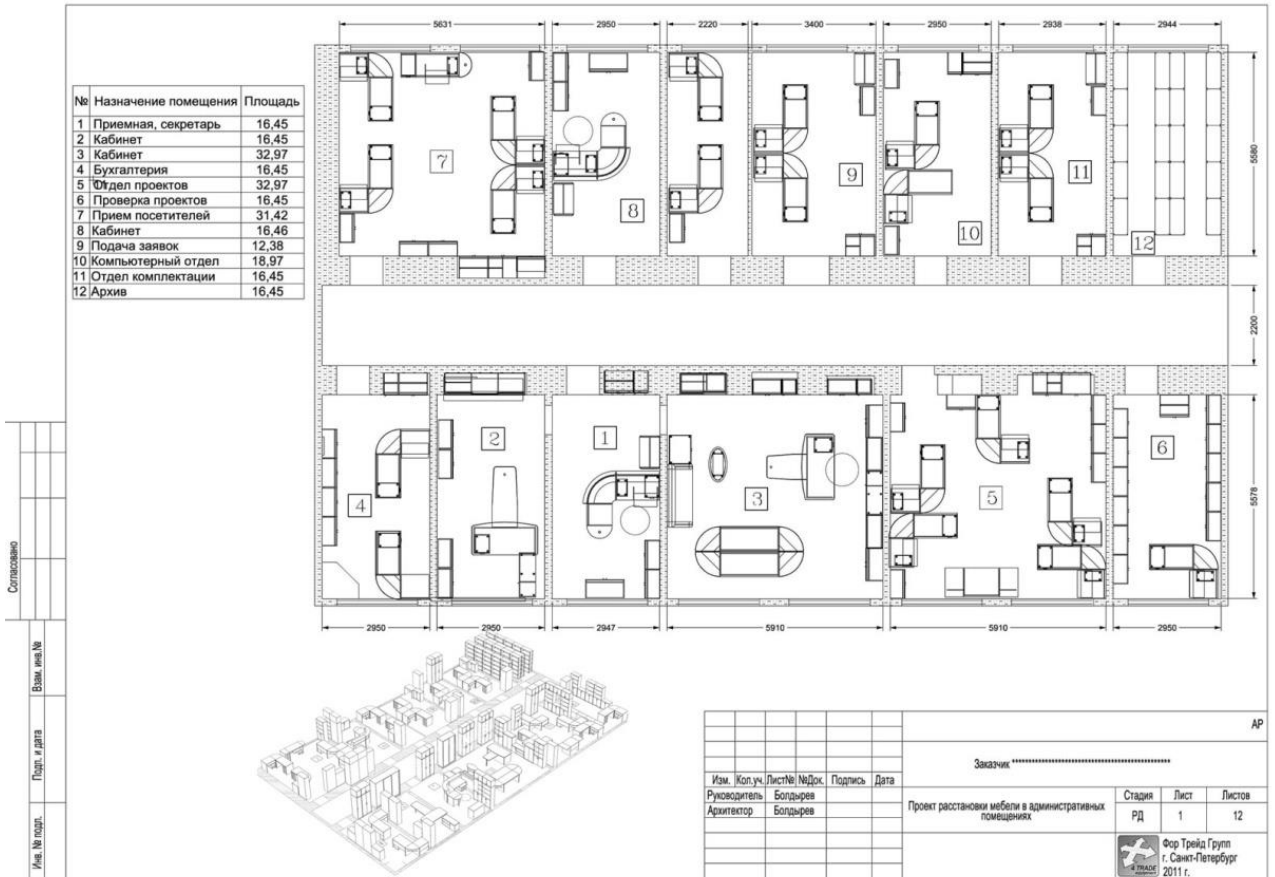 5631 2950 2220 3400 2950 2938 2944
№ Назначение помещения Площадь
1 Приемная, секретарь 16,45
2 Кабинет 16,45
3 Кабинет 32,97
4 Бухгалтерия 16,45
5 Отдел проектов 32,97
6 Проверка проектов 16,45
7 Прием посетителей 31,42
8 Кабинет 16,46
9 Подача заявок 12,38
10 Компьютерный отдел 18,97
11 Отдел комплектации 16,45
12 Архив 16,45
7 8 9 10 11 12
5580
2200
4 2 1 3 5 6
5578
2950 2950 2947 5910 5910 2950
Согласовано
Взам. инв.№
Подп. и дата
Инв. № подл.
АР
Заказчик ********************************************
Изм. Кол.уч. Лист№ №Док. Подпись Дата
Руководитель Болдырев
Архитектор Болдырев
Проект расстановки мебели в административных
помещениях
Стадия Лист Листов
РД 1 12
4 TRADE
Фор Трейд Групп
г. Санкт-Петербург
2011 г.